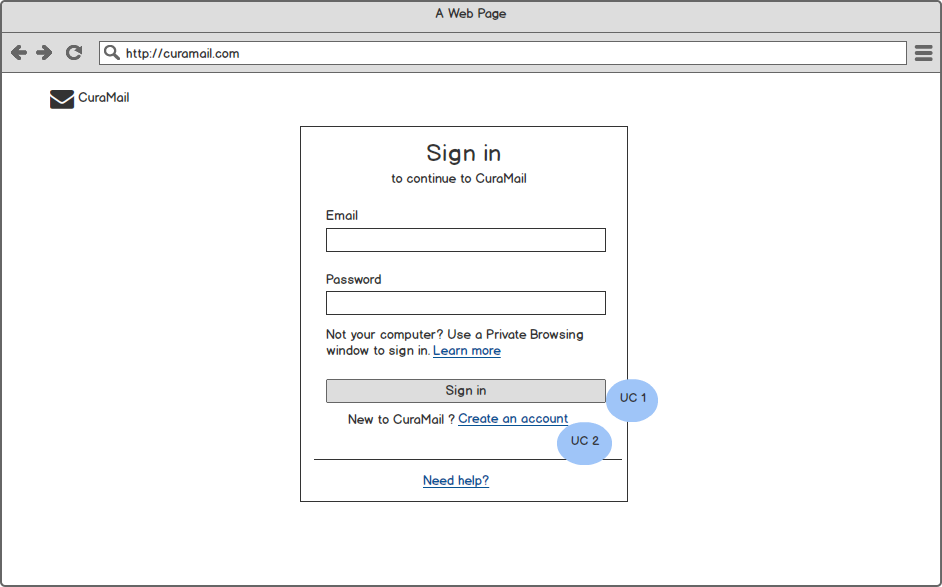 A Web Page
http://curamail.com
CuraMail
Sign in
to continue to CuraMail
Email
Password
Not your computer? Use a Private Browsing
window to sign in. Learn more
Sign in
UC 1
New to CuraMail ? Create an account
UC 2
Need help?